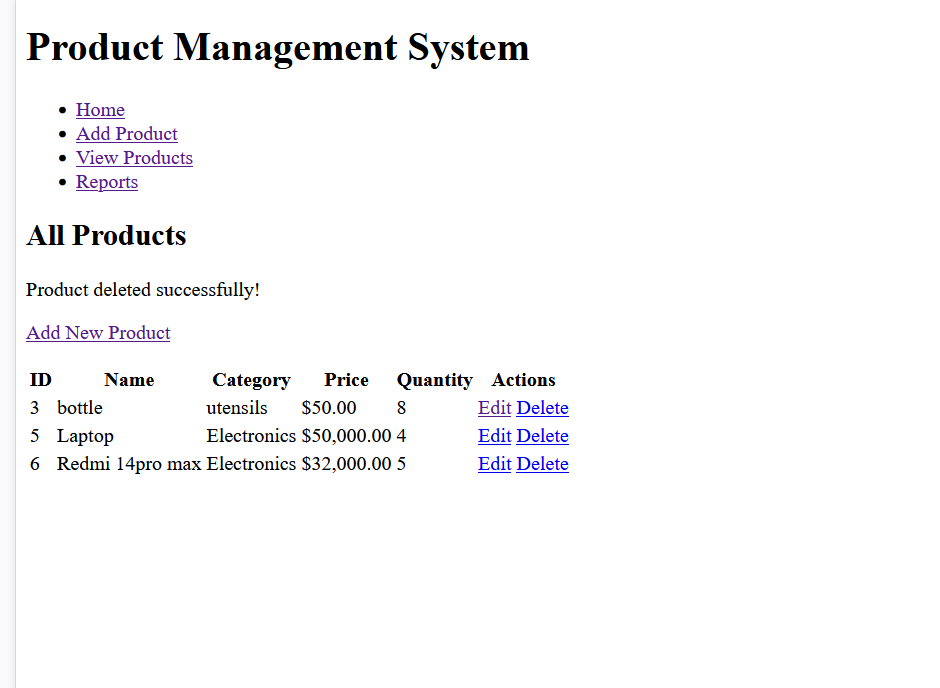 Product Management System
Home
Add Product
View Products
Reports
All Products
Product deleted successfully!
Add New Product
ID Name Category Price Quantity Actions
3 bottle utensils $50.00 8 Edit Delete
5 Laptop Electronics $50,000.00 4 Edit Delete
6 Redmi 14pro max Electronics $32,000.00 5 Edit Delete